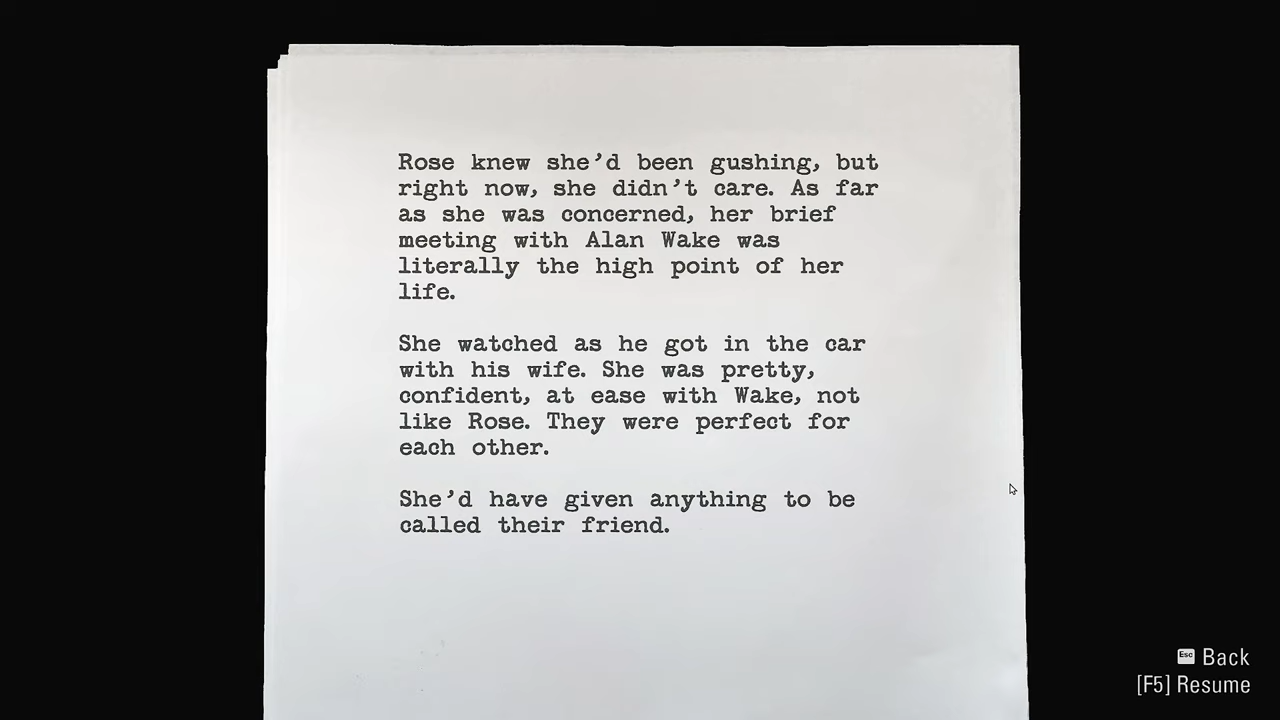 Rose knew she’d been gushing, but
right now, she didn’t care. As far
as she was concerned, her brief
meeting with Alan Wake was
literally the high point of her
life.
She watched as he got in the car
with his wife. She was pretty,
confident, at ease with Wake, not
like Rose. They were perfect for
each other.
She’d have given anything to be
called their friend.
Esc Back
[F5] Resume